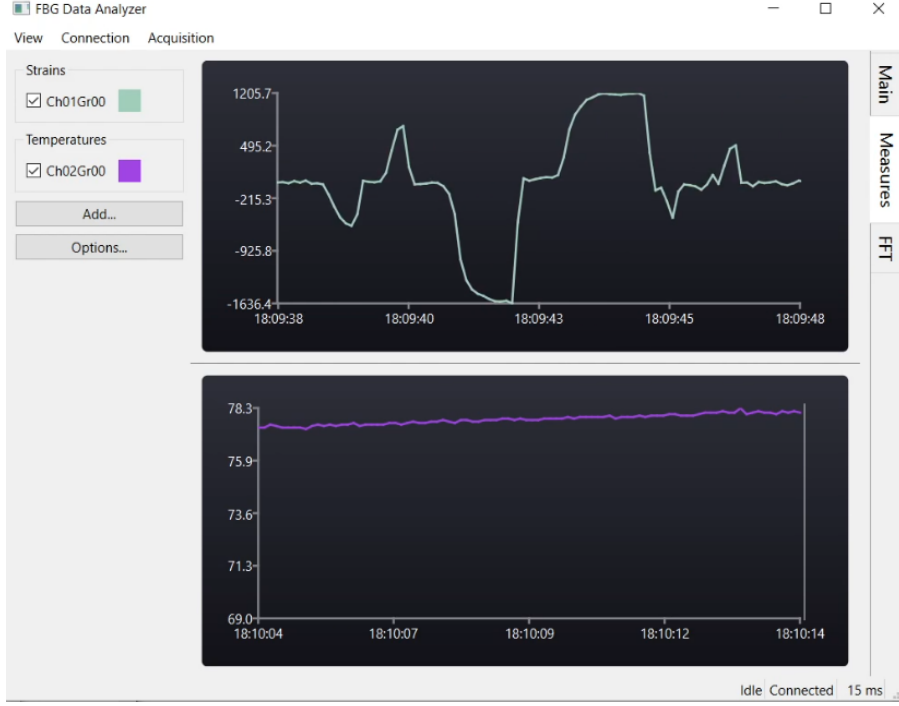 FBG Data Analyzer
View Connection Acquisition
Strains
Ch01Gr00
Temperatures
Ch02Gr00
Add...
Options...
1205.7
495.2
-215.3
-925.8
-1636.4
18:09:38 18:09:40 18:09:43 18:09:45 18:09:48
78.3
75.9
73.6
71.3
69.0
18:10:04 18:10:07 18:10:09 18:10:12 18:10:14
Main
Measures
FFT
Idle Connected 15 ms